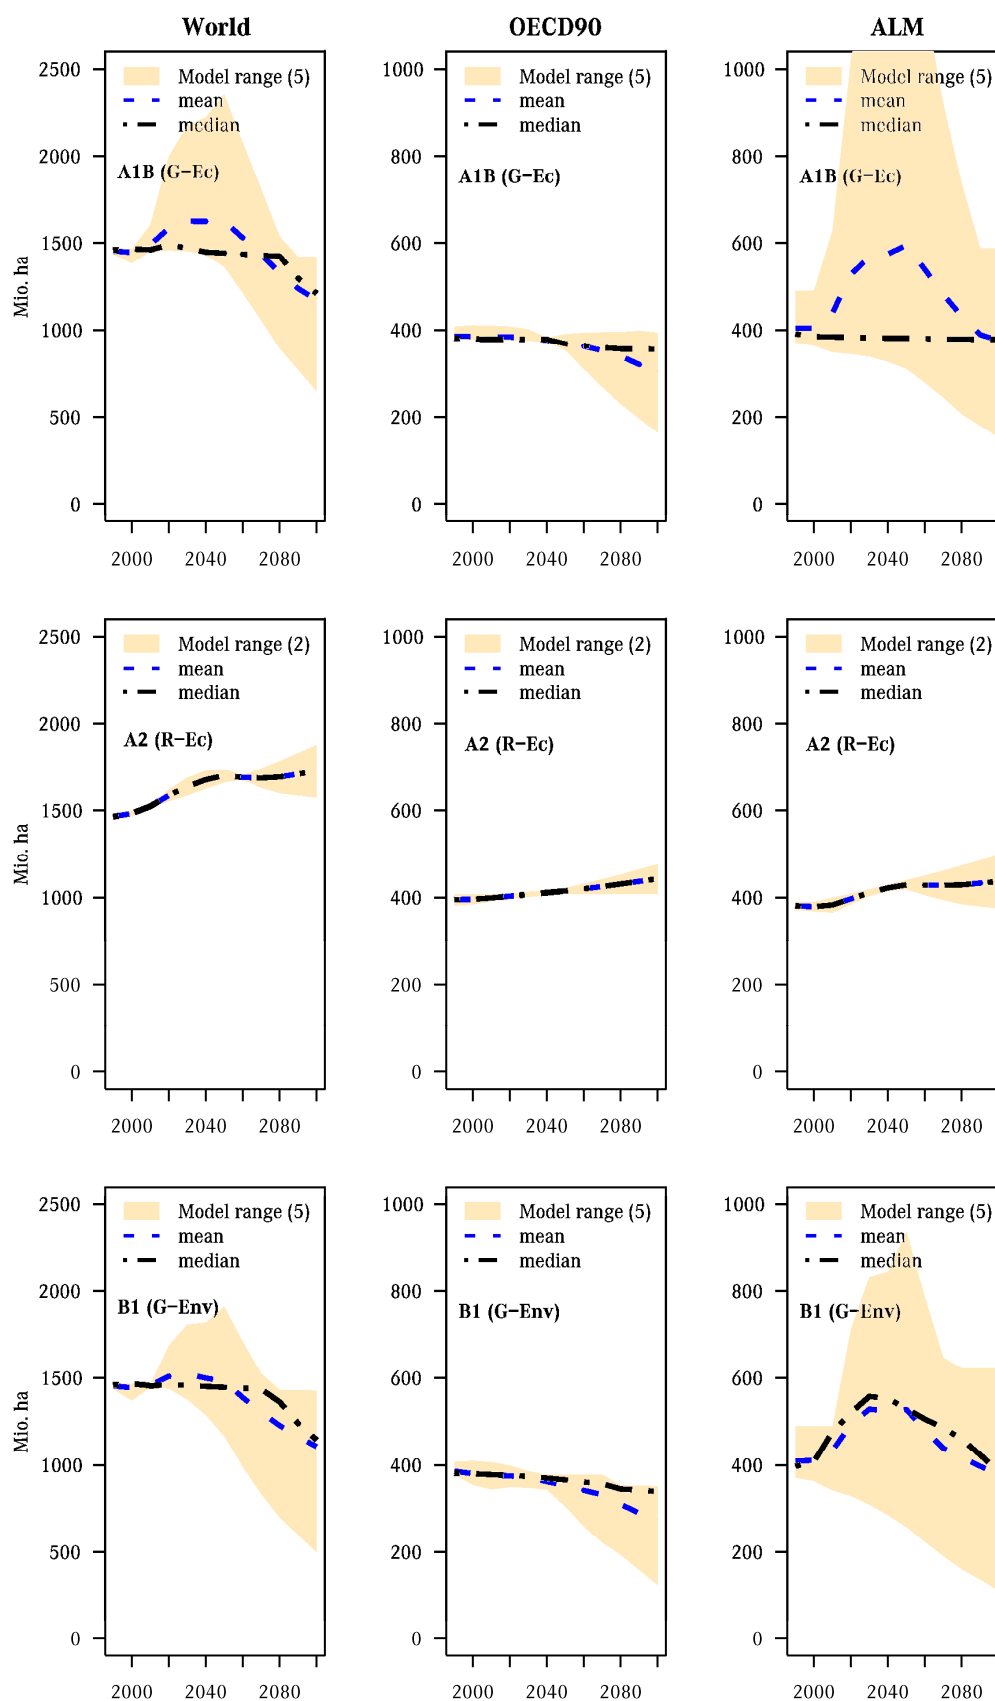 World OECD90 ALM
2500 1000 1000
Model range (5) Model range (5) Model range (5)
mean mean mean
median median median
2000 800 800
A1B (G-Ec) A1B (G-Ec) A1B (G-Ec)
1500 600 600
Mio. ha
1000 400 400
500 200 200
0 0 0
2000 2040 2080 2000 2040 2080 2000 2040 2080
2500 1000 1000
Model range (2) Model range (2) Model range (2)
mean mean mean
median median median
2000 800 800
A2 (R-Ec) A2 (R-Ec) A2 (R-Ec)
1500 600 600
Mio. ha
1000 400 400
500 200 200
0 0 0
2000 2040 2080 2000 2040 2080 2000 2040 2080
2500 1000 1000
Model range (5) Model range (5) Model range (5)
mean mean mean
median median median
2000 800 800
B1 (G-Env) B1 (G-Env) B1 (G-Env)
1500 600 600
Mio. ha
1000 400 400
500 200 200
0 0 0
2000 2040 2080 2000 2040 2080 2000 2040 2080